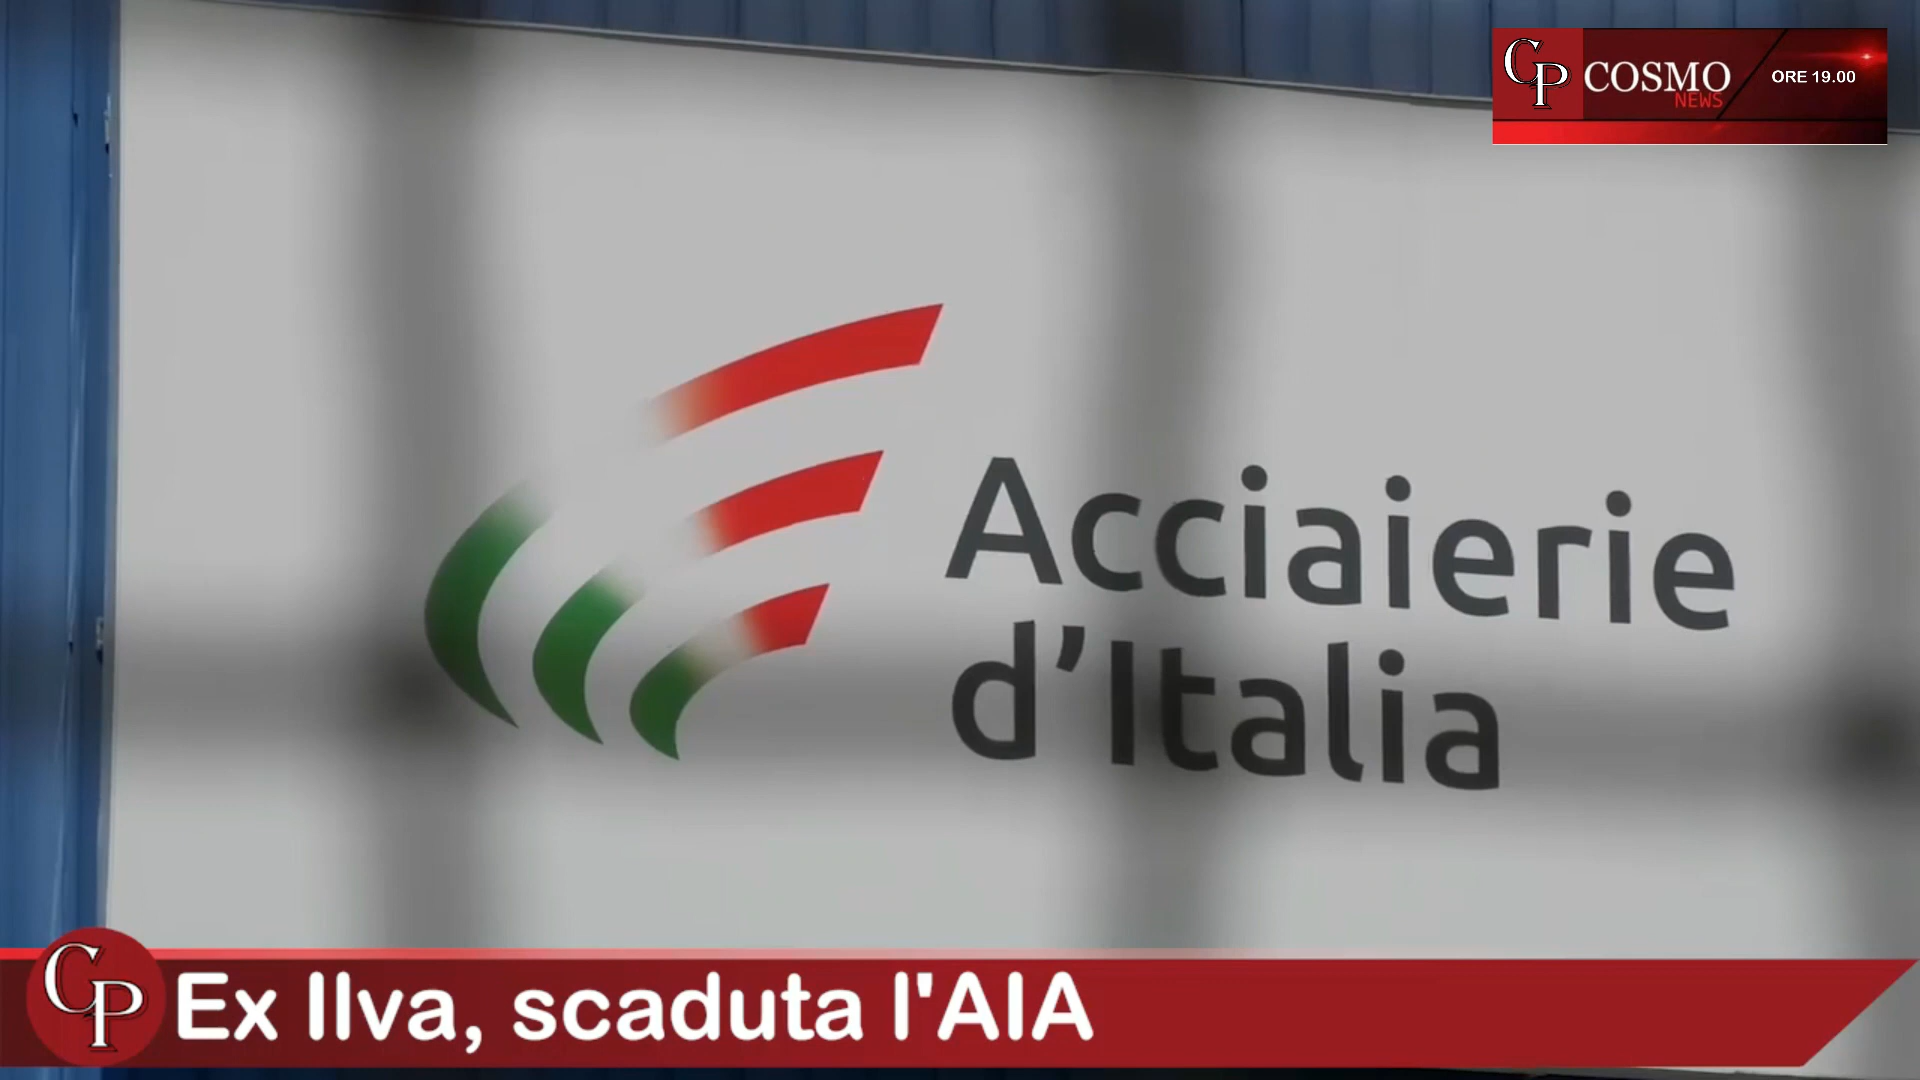 CP COSMO NEWS ORE 19.00
Acciaierie
d'Italia
CP Ex Ilva, scaduta l'AIA